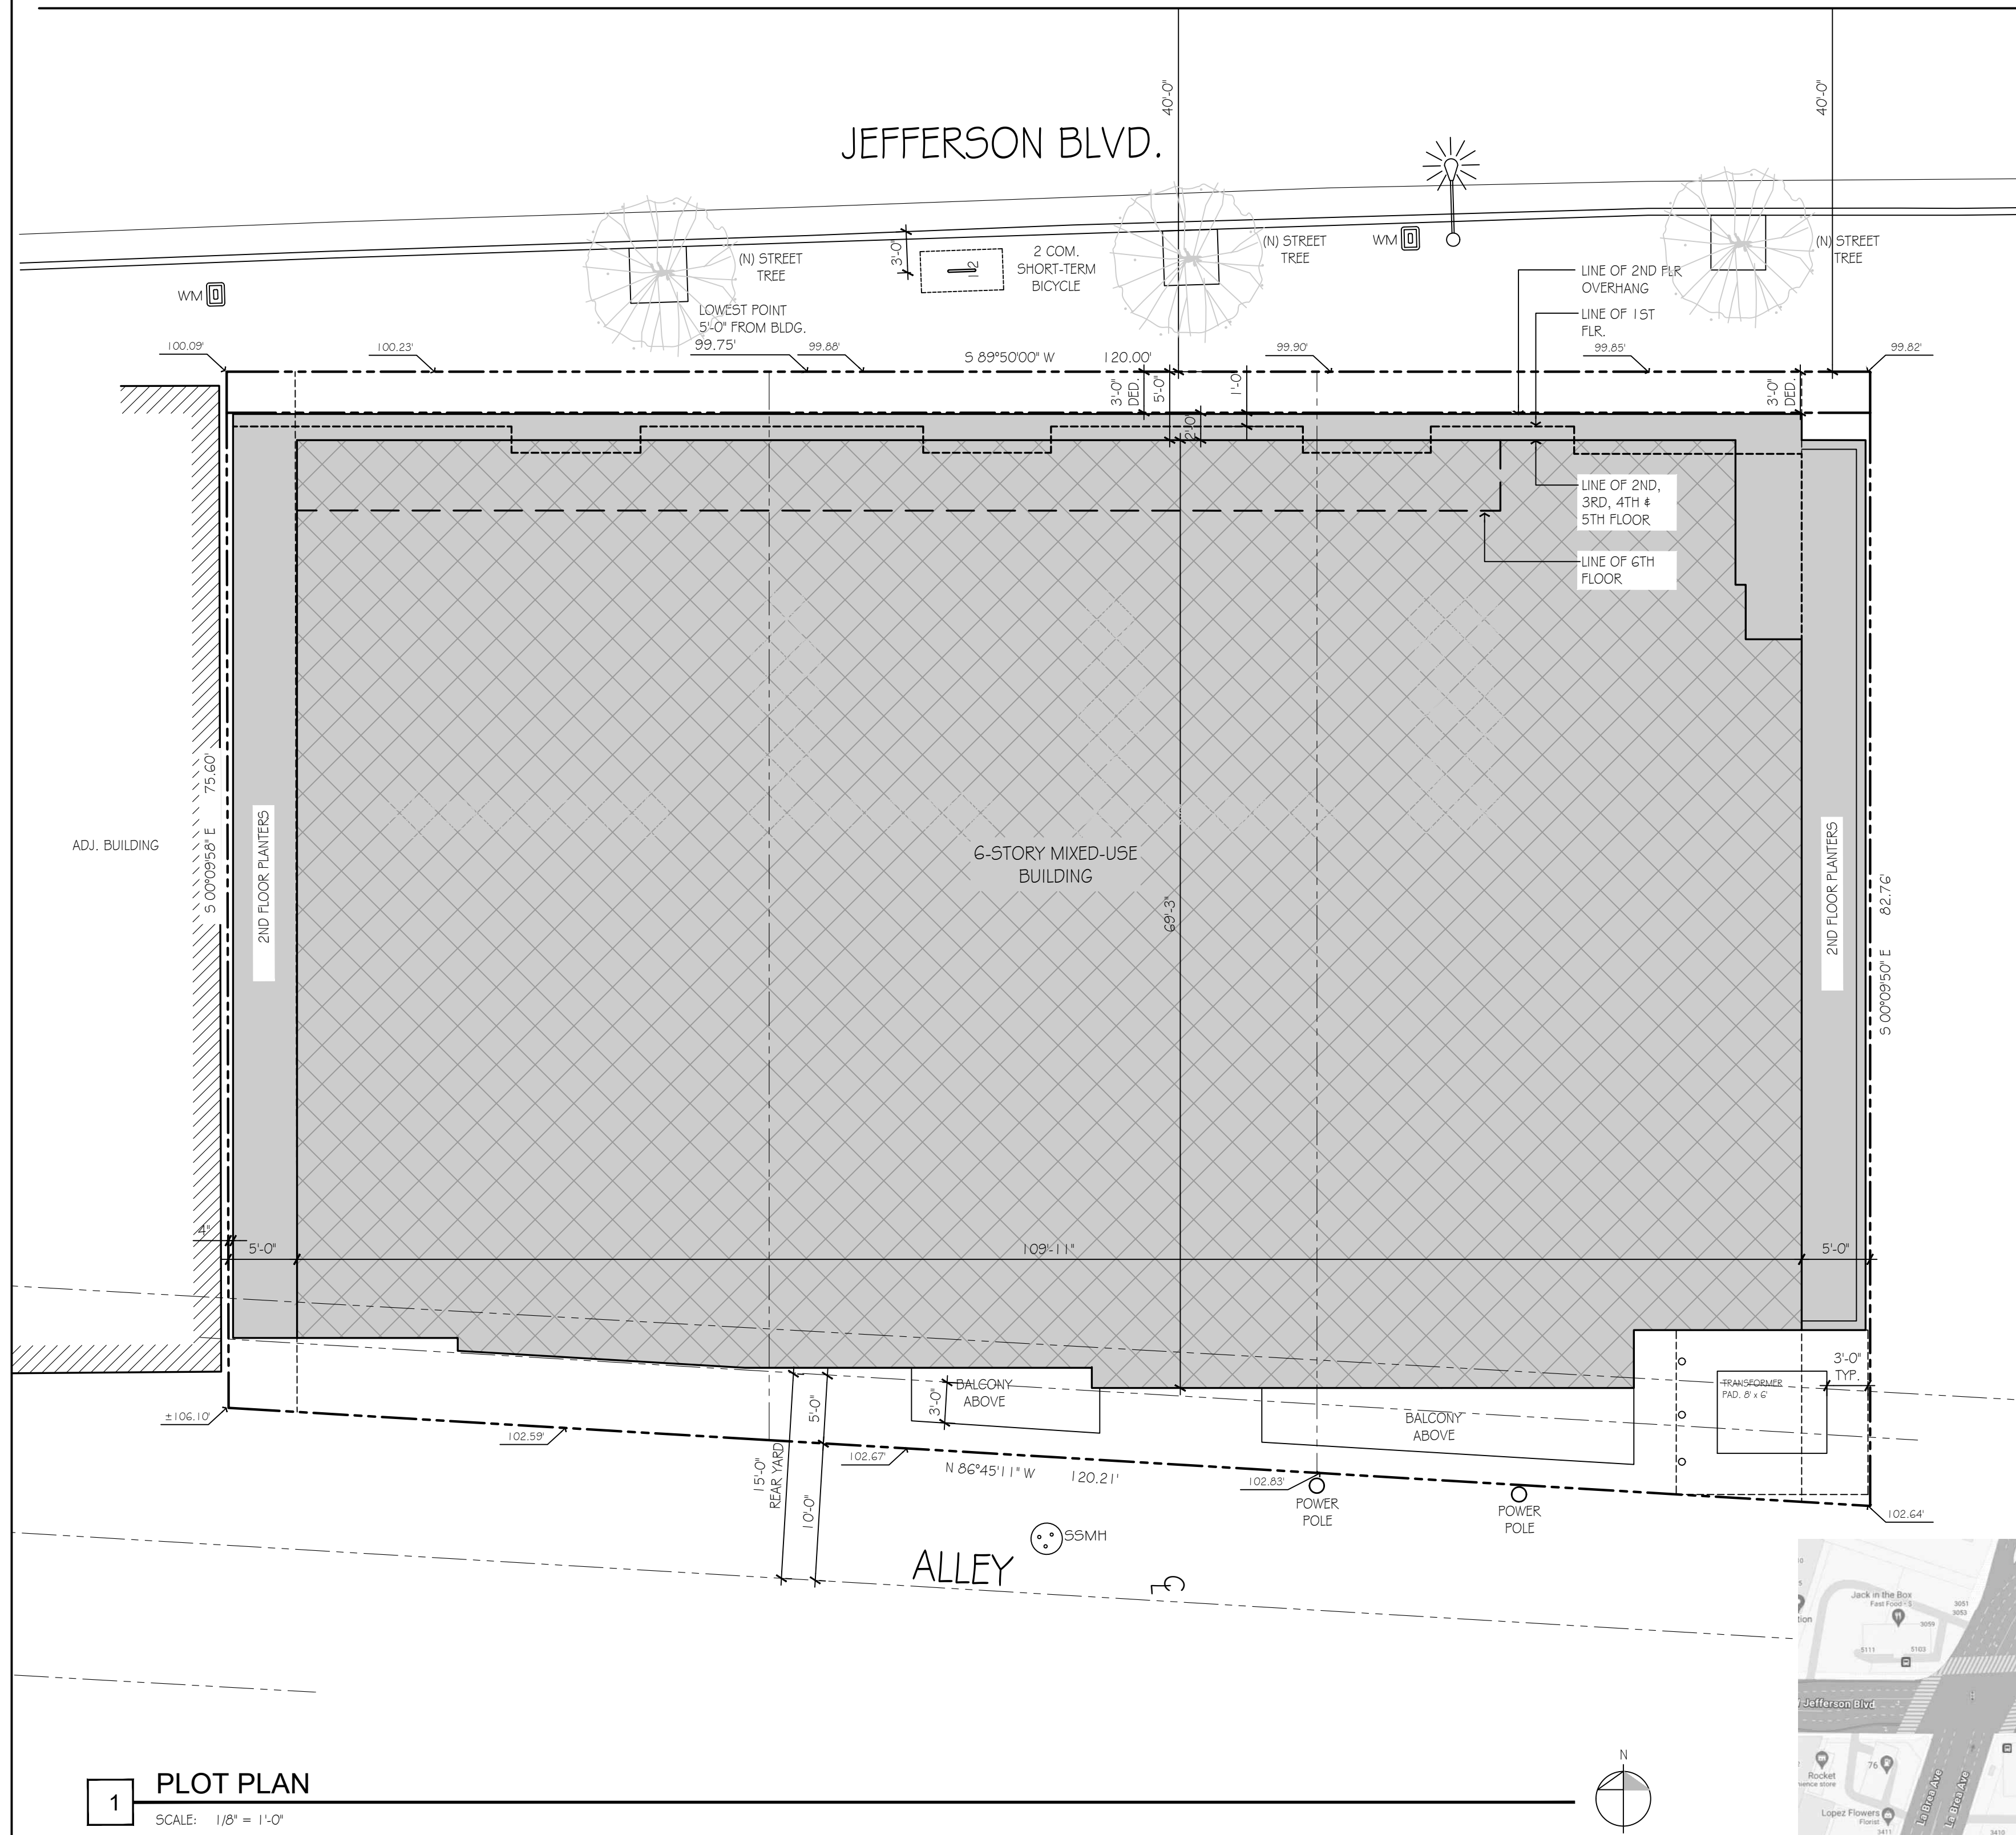 40'-0"
40'-0"
JEFFERSON BLVD.
WM
(N) STREET
TREE
3'-0"
2
2 COM.
SHORT-TERM
BICYCLE
(N) STREET
TREE
WM
(N) STREET
TREE
LINE OF 2ND FLR
OVERHANG
LINE OF 1ST
FLR.
LOWEST POINT
5'-0" FROM BLDG.
99.75'
100.09'
100.23'
99.88'
S 89°50'00" W 120.00'
99.90'
99.85'
99.82'
3'-0"
DED.
5'-0"
2'-0"
1'-0
3'-0"
DED.
LINE OF 2ND,
3RD, 4TH &
5TH FLOOR
LINE OF 6TH
FLOOR
ADJ. BUILDING
S 00°09'58" E 75.60'
2ND FLOOR PLANTERS
6-STORY MIXED-USE
BUILDING
69'-3"
2ND FLOOR PLANTERS
S 00°09'50" E 82.76'
4"
5'-0"
109'-11"
5'-0"
3'-0"
TYP.
TRANSFORMER
PAD. 8' x 6'
3'-0"
BALCONY
ABOVE
BALCONY
ABOVE
±106.10'
102.59'
15'-0"
REAR YARD
5'-0"
10'-0"
102.67'
N 86°45'11" W 120.21'
102.83'
POWER
POLE
POWER
POLE
102.64'
SSMH
ALLEY
Jack in the Box
Fast Food · $
3051
3053
3059
5111
5103
Jefferson Blvd
Rocket
76
La Brea Ave
La Brea Ave
Lopez Flowers
Florist
3411
3410
N
1
PLOT PLAN
SCALE: 1/8" = 1'-0"